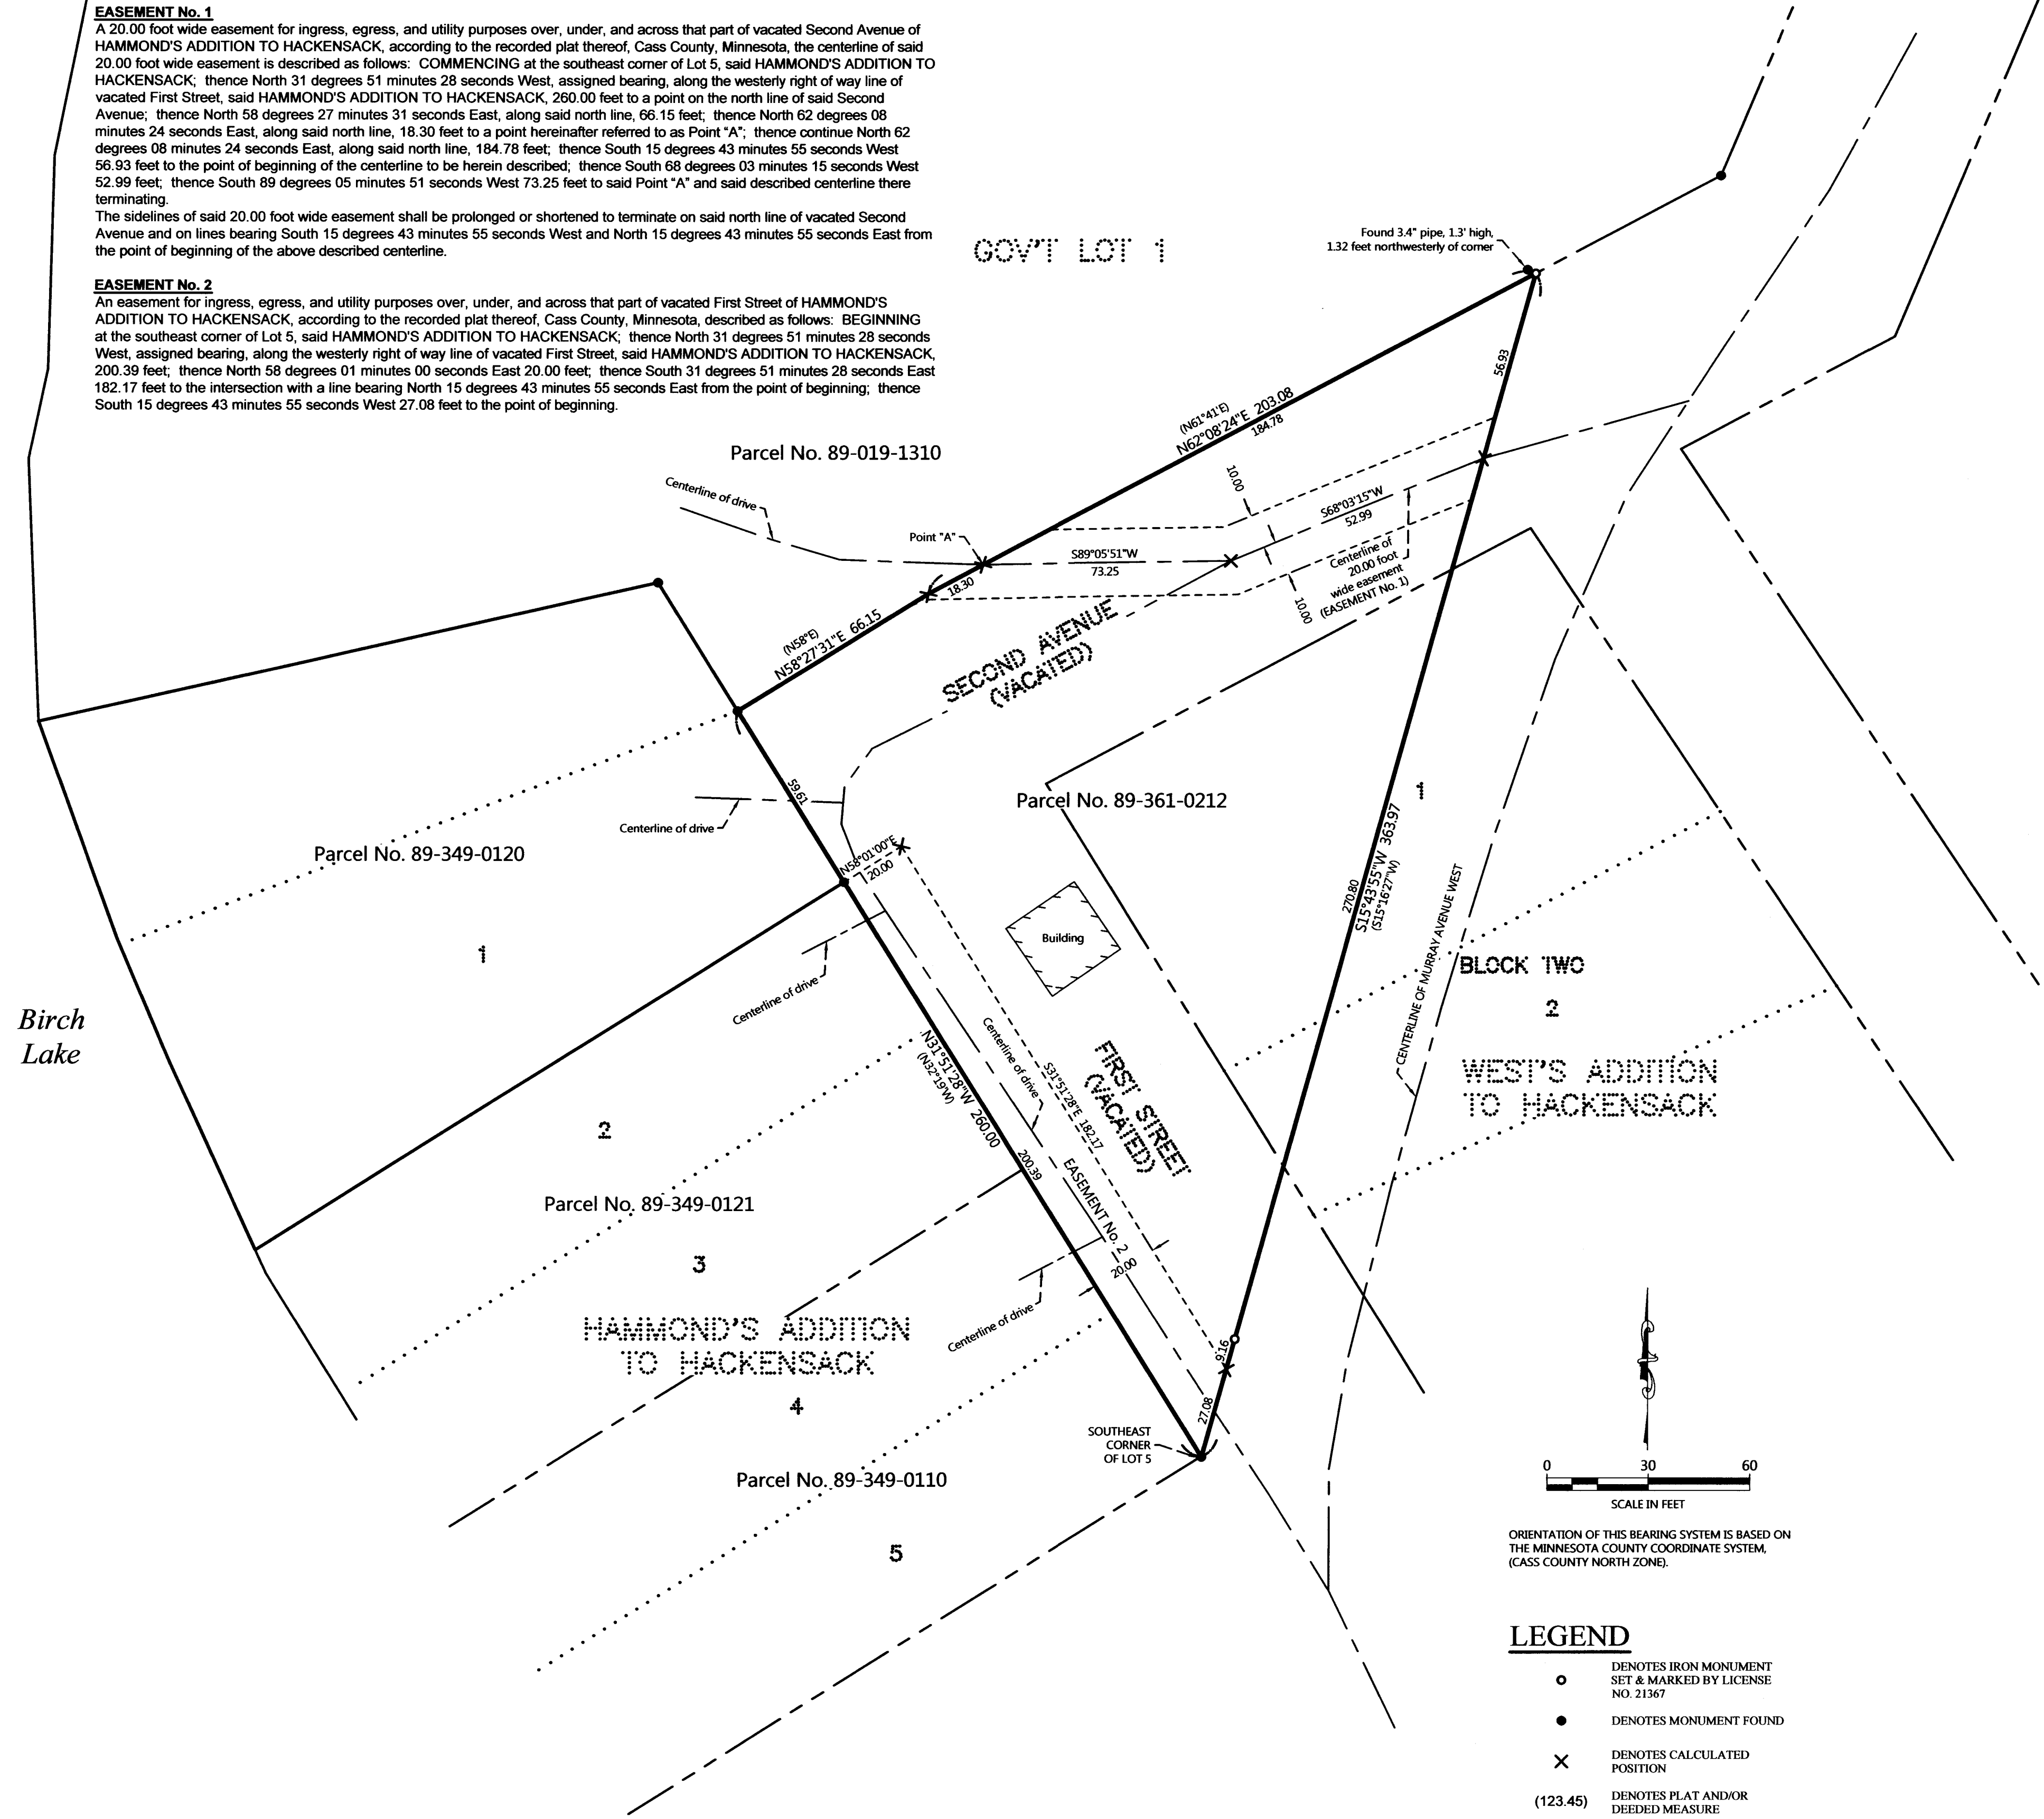 EASEMENT No. 1
A 20.00 foot wide easement for ingress, egress, and utility purposes over, under, and across that part of vacated Second Avenue of
HAMMOND'S ADDITION TO HACKENSACK, according to the recorded plat thereof, Cass County, Minnesota, the centerline of said
20.00 foot wide easement is described as follows: COMMENCING at the southeast corner of Lot 5, said HAMMOND'S ADDITION TO
HACKENSACK; thence North 31 degrees 51 minutes 28 seconds West, assigned bearing, along the westerly right of way line of
vacated First Street, said HAMMOND'S ADDITION TO HACKENSACK, 260.00 feet to a point on the north line of said Second
Avenue; thence North 58 degrees 27 minutes 31 seconds East, along said north line, 66.15 feet; thence North 62 degrees 08
minutes 24 seconds East, along said north line, 18.30 feet to a point hereinafter referred to as Point "A"; thence continue North 62
degrees 08 minutes 24 seconds East, along said north line, 184.78 feet; thence South 15 degrees 43 minutes 55 seconds West
56.93 feet to the point of beginning of the centerline to be herein described; thence South 68 degrees 03 minutes 15 seconds West
52.99 feet; thence South 89 degrees 05 minutes 51 seconds West 73.25 feet to said Point "A" and said described centerline there
terminating.
The sidelines of said 20.00 foot wide easement shall be prolonged or shortened to terminate on said north line of vacated Second
Avenue and on lines bearing South 15 degrees 43 minutes 55 seconds West and North 15 degrees 43 minutes 55 seconds East from
the point of beginning of the above described centerline.
EASEMENT No. 2
An easement for ingress, egress, and utility purposes over, under, and across that part of vacated First Street of HAMMOND'S
ADDITION TO HACKENSACK, according to the recorded plat thereof, Cass County, Minnesota, described as follows: BEGINNING
at the southeast corner of Lot 5, said HAMMOND'S ADDITION TO HACKENSACK; thence North 31 degrees 51 minutes 28 seconds
West, assigned bearing, along the westerly right of way line of vacated First Street, said HAMMOND'S ADDITION TO HACKENSACK,
200.39 feet; thence North 58 degrees 01 minutes 00 seconds East 20.00 feet; thence South 31 degrees 51 minutes 28 seconds East
182.17 feet to the intersection with a line bearing North 15 degrees 43 minutes 55 seconds East from the point of beginning; thence
South 15 degrees 43 minutes 55 seconds West 27.08 feet to the point of beginning.
GOV'T LOT 1
Found 3.4" pipe, 1.3' high,
1.32 feet northwesterly of corner
56.93
(N61°41'E)
N62°08'24"E 203.08
184.78
Parcel No. 89-019-1310
Centerline of drive
10.00
S68°03'15"W
52.99
Point "A"
S89°05'51"W
73.25
Centerline of
20.00 foot
wide easement
(EASEMENT No. 1)
10.00
18.30
(N58°E)
N58°27'31"E 66.15
SECOND AVENUE
(VACATED)
59.61
Centerline of drive
Parcel No. 89-361-0212
1
Parcel No. 89-349-0120
N58°01'00"E
20.00
270.80
S15°43'55"W 363.97
(S15°16'27"W)
CENTERLINE OF MURRAY AVENUE WEST
Building
1
BLOCK TWO
2
Centerline of drive
Birch
Lake
N31°51'28"W 260.00
(N32°19'W)
Centerline of drive
S31°51'28"E 182.17
FIRST STREET
(VACATED)
WEST'S ADDITION
TO HACKENSACK
2
200.39
Parcel No. 89-349-0121
EASEMENT No. 2
20.00
3
Centerline of drive
HAMMOND'S ADDITION
TO HACKENSACK
9.16
4
27.08
SOUTHEAST
CORNER
OF LOT 5
Parcel No. 89-349-0110
5
0 30 60
SCALE IN FEET
ORIENTATION OF THIS BEARING SYSTEM IS BASED ON
THE MINNESOTA COUNTY COORDINATE SYSTEM,
(CASS COUNTY NORTH ZONE).
LEGEND
DENOTES IRON MONUMENT
SET & MARKED BY LICENSE
NO. 21367
DENOTES MONUMENT FOUND
DENOTES CALCULATED
POSITION
(123.45) DENOTES PLAT AND/OR
DEEDED MEASURE